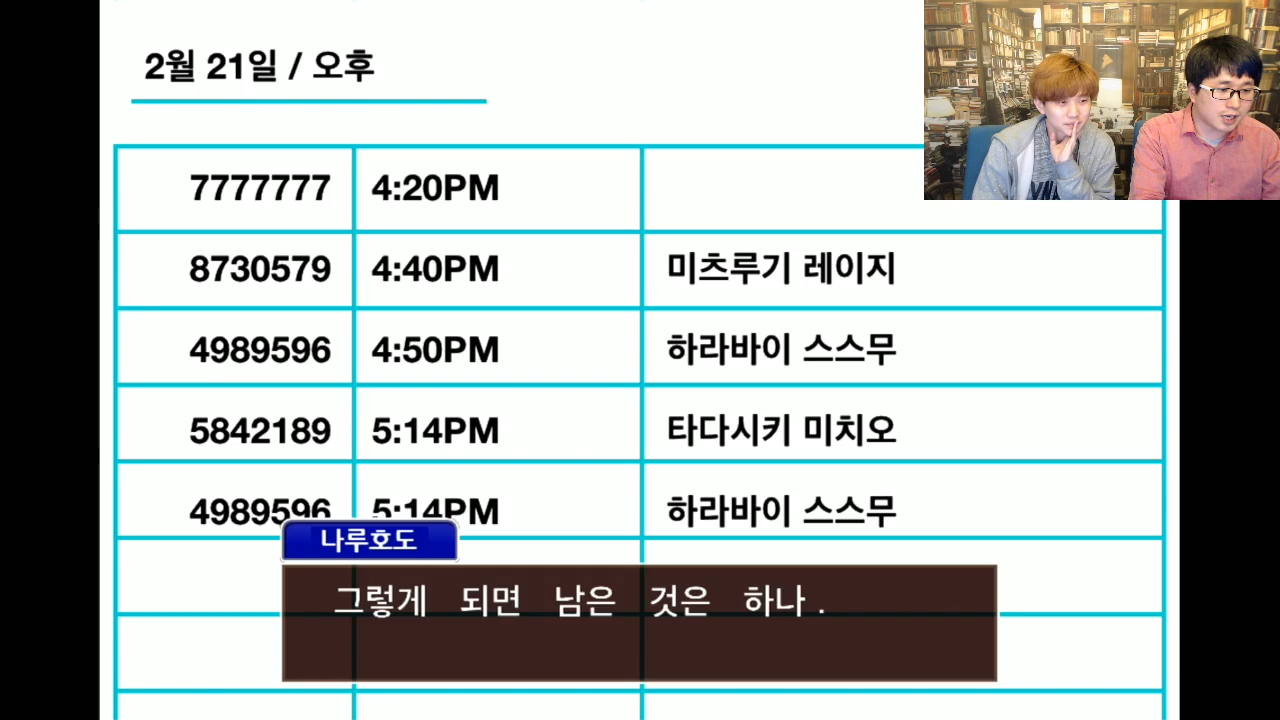 2월 21일 / 오후
7777777 4:20PM
8730579 4:40PM 미츠루기 레이지
4989596 4:50PM 하라바이 스스무
5842189 5:14PM 타다시키 미치오
4989596 5:14PM 하라바이 스스무
나루호도
그렇게 되면 남은 것은 하나 .